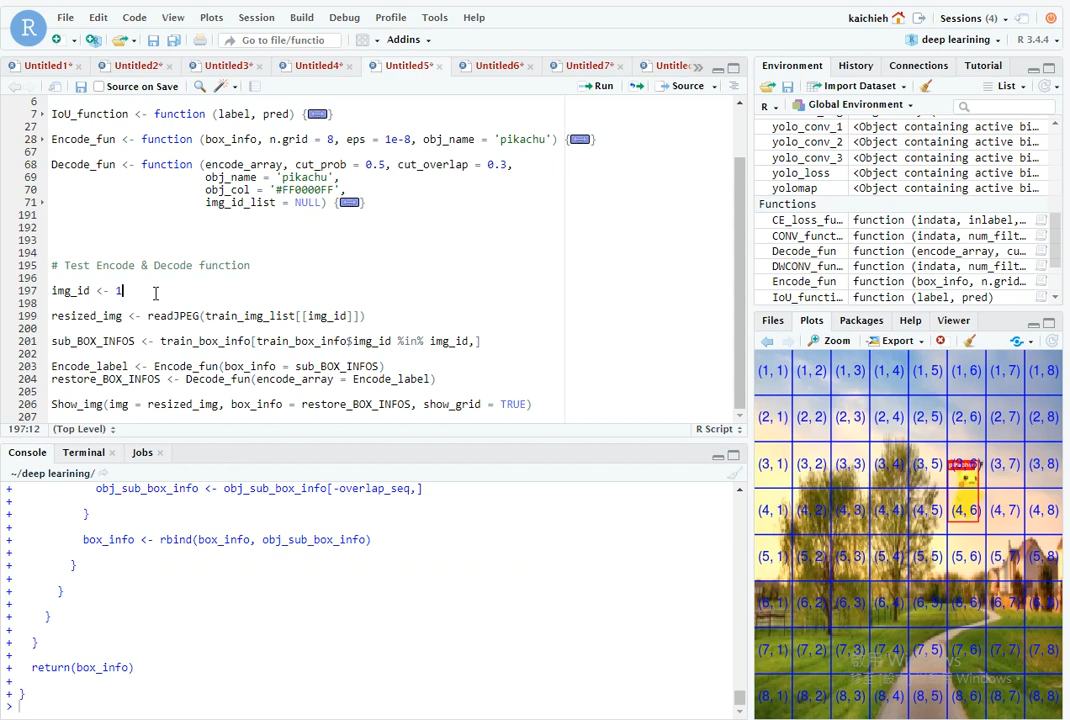 File Edit Code View Plots Session Build Debug Profile Tools Help
kaichieh Sessions (4)
Go to file/functio Addins
deep learining R 3.4.4
Untitled1* Untitled2* Untitled3* Untitled4* Untitled5* Untitled6* Untitled7*
Source on Save Run Source
6
7 IoU_function <- function (label, pred) {
27
28 Encode_fun <- function (box_info, n.grid = 8, eps = 1e-8, obj_name = 'pikachu') {
67
68 Decode_fun <- function (encode_array, cut_prob = 0.5, cut_overlap = 0.3,
69 obj_name = 'pikachu',
70 obj_col = '#FF0000FF',
71 img_id_list = NULL) {
191
192
193
194
195 # Test Encode & Decode function
196
197 img_id <- 1
198
199 resized_img <- readJPEG(train_img_list[[img_id]])
200
201 sub_BOX_INFOS <- train_box_info[train_box_info$img_id %in% img_id,]
202
203 Encode_label <- Encode_fun(box_info = sub_BOX_INFOS)
204 restore_BOX_INFOS <- Decode_fun(encode_array = Encode_label)
205
206 Show_img(img = resized_img, box_info = restore_BOX_INFOS, show_grid = TRUE)
207
197:12 (Top Level) R Script
Console Terminal Jobs
~/deep learining/
+ obj_sub_box_info <- obj_sub_box_info[-overlap_seq,]
+
+ }
+
+ box_info <- rbind(box_info, obj_sub_box_info)
+
+ }
+
+ }
+
+ }
+
+ }
+
+ return(box_info)
+
+ }
>
Environment History Connections Tutorial
Import Dataset List
R Global Environment
yolo_conv_1 <Object containing active bi…
yolo_conv_2 <Object containing active bi…
yolo_conv_3 <Object containing active bi…
yolo_loss <Object containing active bi…
yolomap <Object containing active bi…
Functions
CE_loss_fu… function (indata, inlabel,…
CONV_funct… function (indata, num_filt…
Decode_fun function (encode_array, cu…
DWCONV_fun… function (indata, num_filt…
Encode_fun function (box_info, n.grid…
IoU_functi… function (label, pred)
Files Plots Packages Help Viewer
Zoom Export
(1, 1) (1, 2) (1, 3) (1, 4) (1, 5) (1, 6) (1, 7) (1, 8)
(2, 1) (2, 2) (2, 3) (2, 4) (2, 5) (2, 6) (2, 7) (2, 8)
(3, 1) (3, 2) (3, 3) (3, 4) (3, 5) (3, 6) (3, 7) (3, 8)
(4, 1) (4, 2) (4, 3) (4, 4) (4, 5) (4, 6) (4, 7) (4, 8)
(5, 1) (5, 2) (5, 3) (5, 4) (5, 5) (5, 6) (5, 7) (5, 8)
(6, 1) (6, 2) (6, 3) (6, 4) (6, 5) (6, 6) (6, 7) (6, 8)
(7, 1) (7, 2) (7, 3) (7, 4) (7, 5) (7, 6) (7, 7) (7, 8)
啟用 Windows
(8, 1) (8, 2) (8, 3) (8, 4) (8, 5) (8, 6) (8, 7) (8, 8)